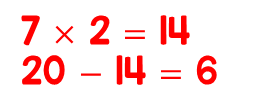 7 × 2 = 14
20 − 14 = 6